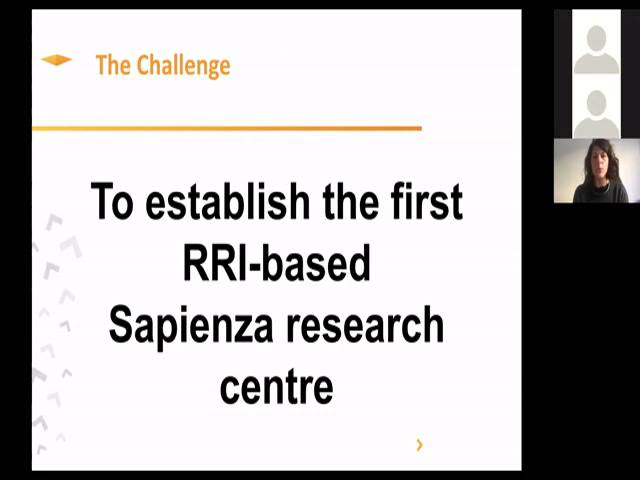 The Challenge
To establish the first
RRI-based
Sapienza research
centre